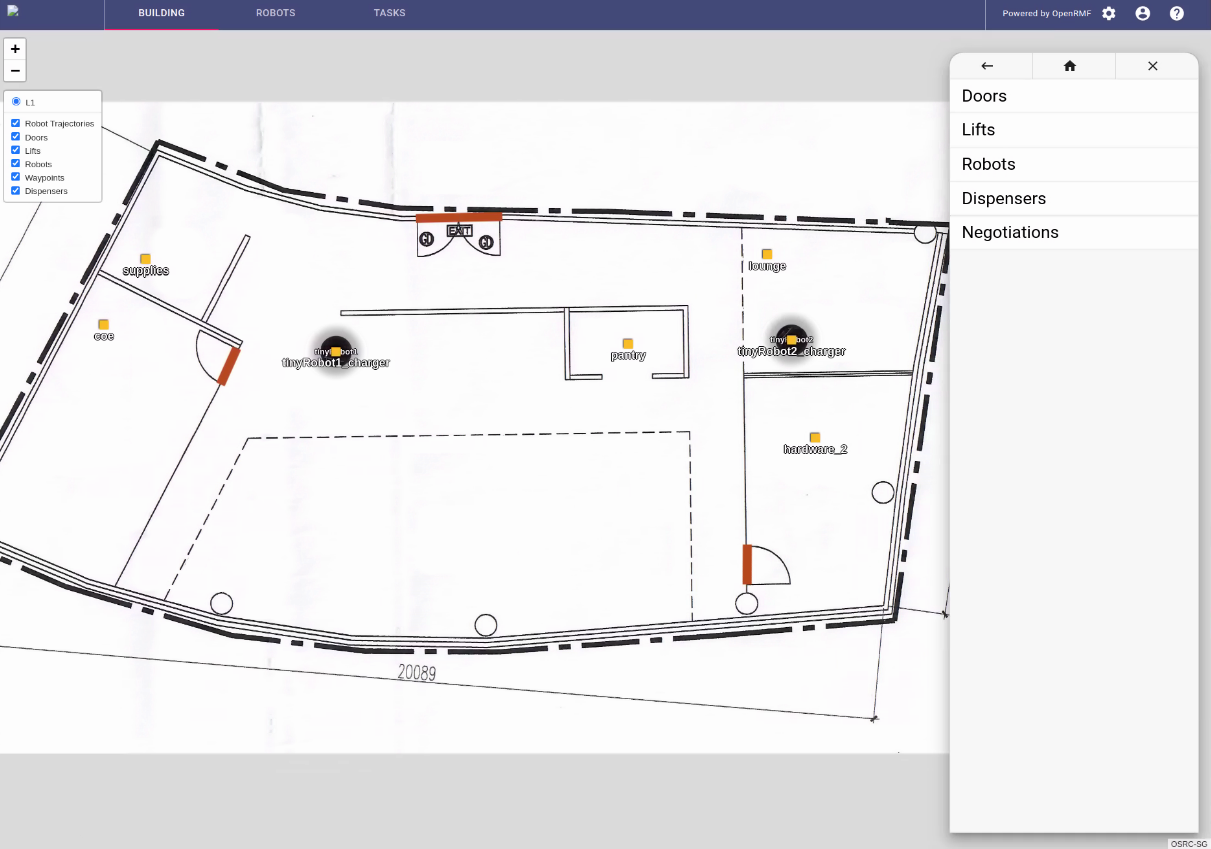 BUILDING
ROBOTS
TASKS
Powered by OpenRMF
+
−
L1
Robot Trajectories
Doors
Lifts
Robots
Waypoints
Dispensers
Doors
Lifts
Robots
Dispensers
Negotiations
EXIT
supplies
lounge
coe
tinyRobot1
tinyRobot1_charger
pantry
tinyRobot2
tinyRobot2_charger
hardware_2
20089
OSRC-SG